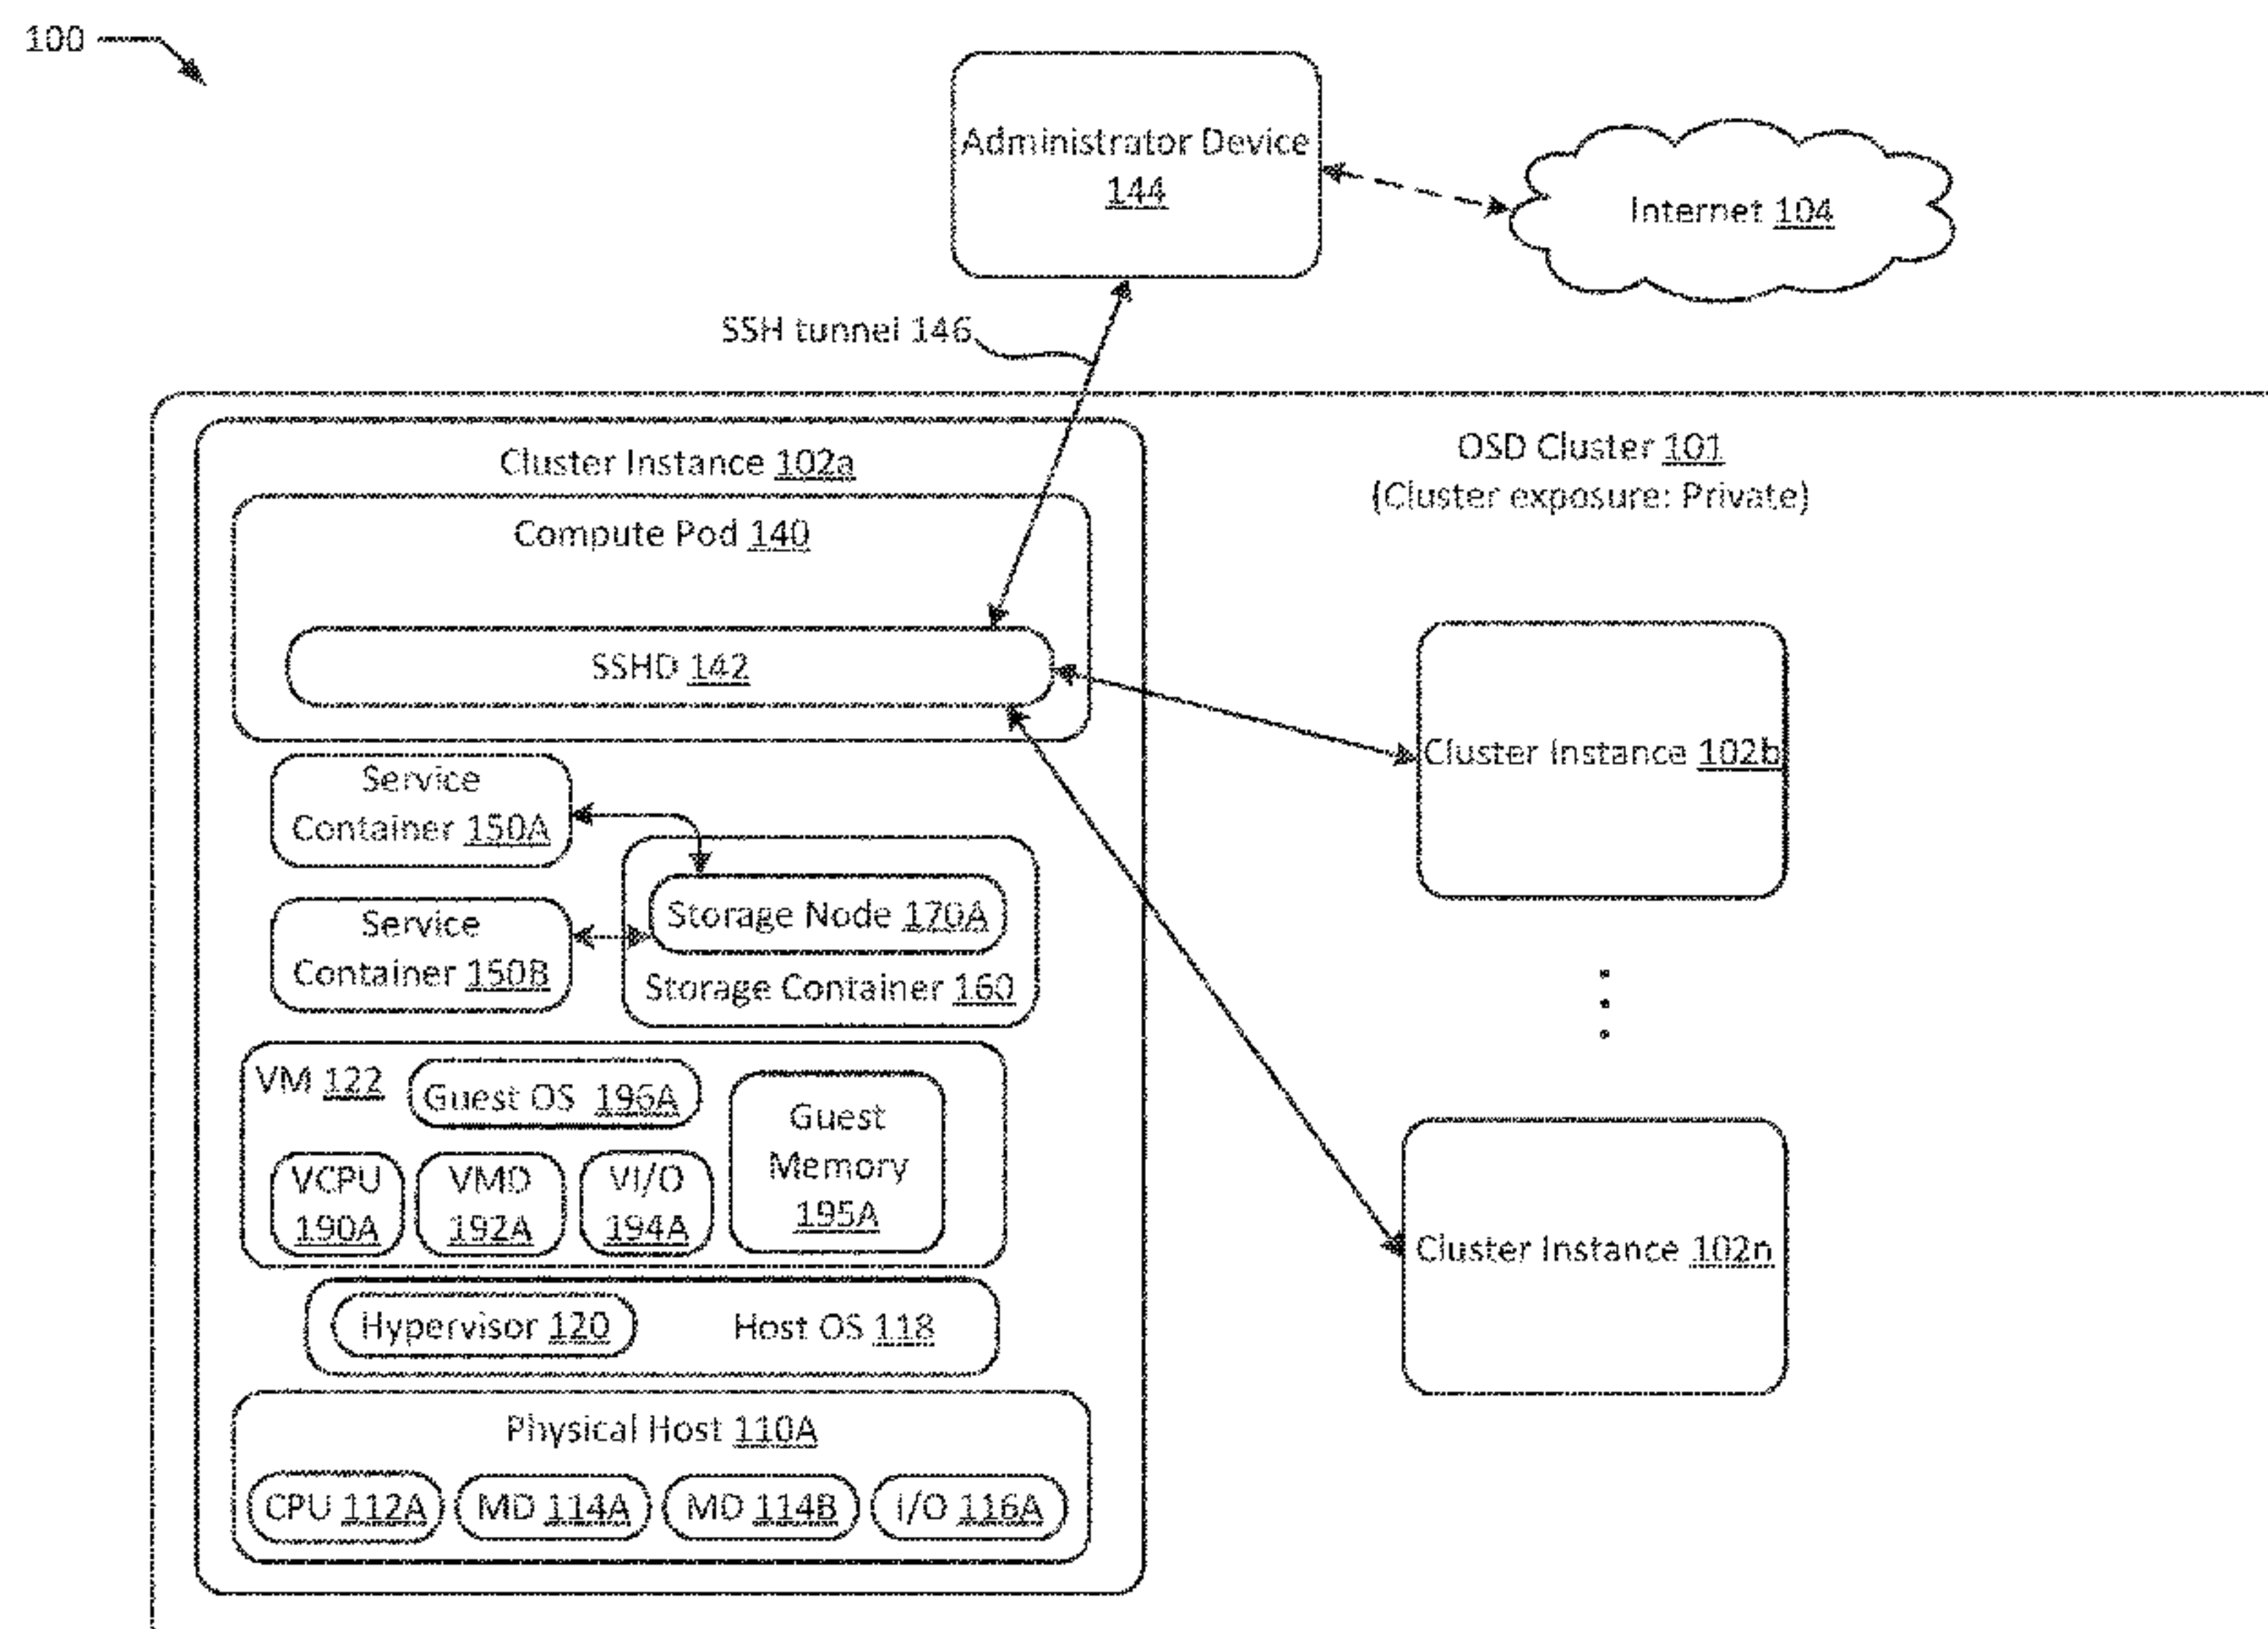 100
Administrator Device
144
Internet 104
SSH tunnel 146
Cluster Instance 102a
OSD Cluster 101
(Cluster exposure: Private)
Compute Pod 140
SSHD 142
Cluster Instance 102b
Service
Container 150A
Storage Node 170A
Service
Container 150B
Storage Container 160
VM 122
Guest OS 196A
Guest
Memory
195A
VCPU
190A
VMD
192A
VI/O
194A
Cluster Instance 102n
Hypervisor 120
Host OS 118
Physical Host 110A
CPU 112A
MD 114A
MD 114B
I/O 116A